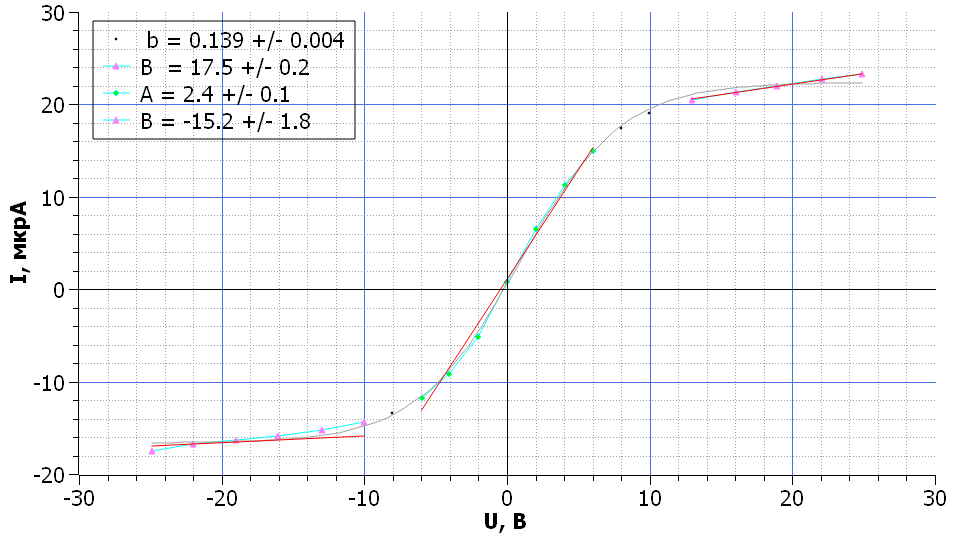 30
b = 0.139 +/- 0.004
B = 17.5 +/- 0.2
A = 2.4 +/- 0.1
B = -15.2 +/- 1.8
20
10
0
-10
-20
I, мкрА
-30 -20 -10 0 10 20 30
U, В